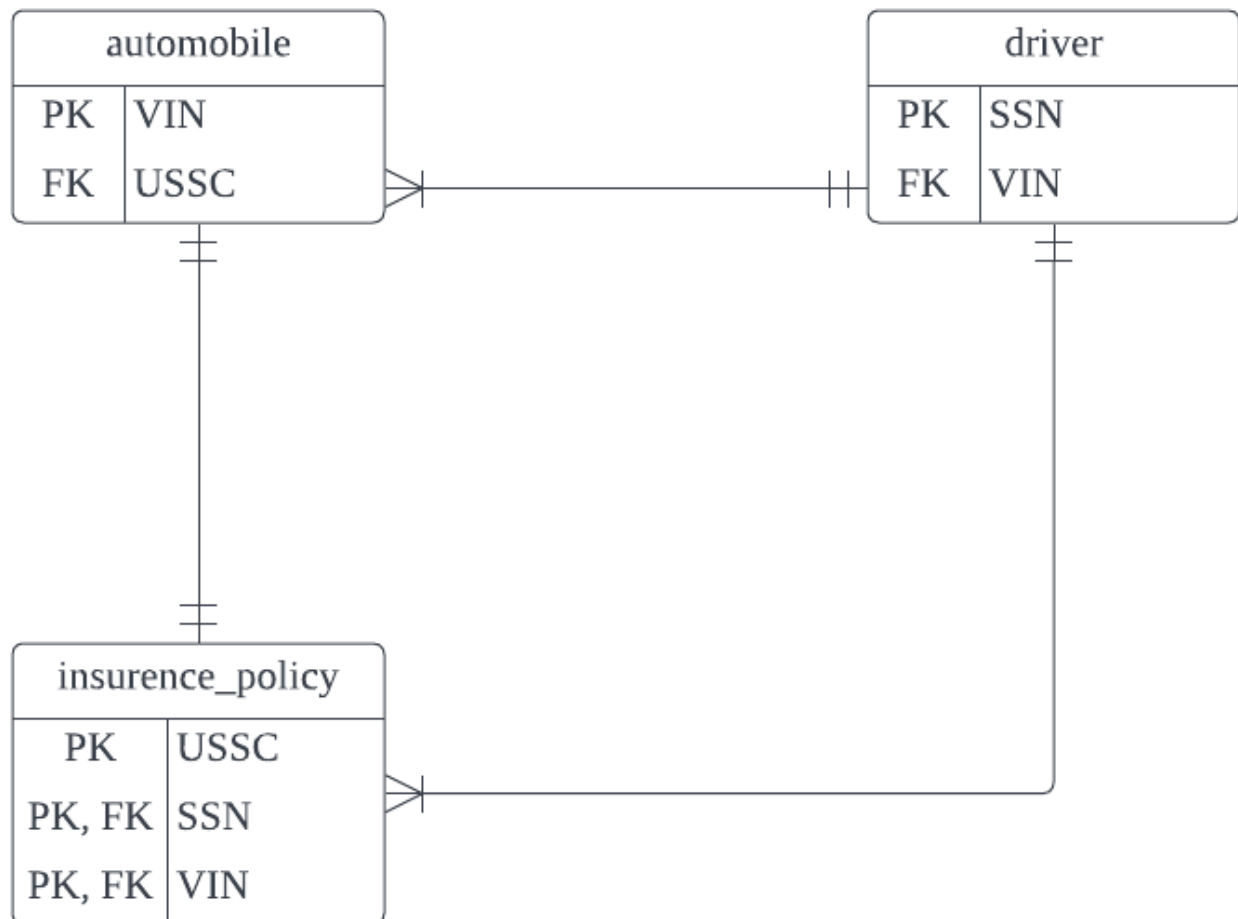 automobile
PK VIN
FK USSC
driver
PK SSN
FK VIN
insurence_policy
PK USSC
PK, FK SSN
PK, FK VIN